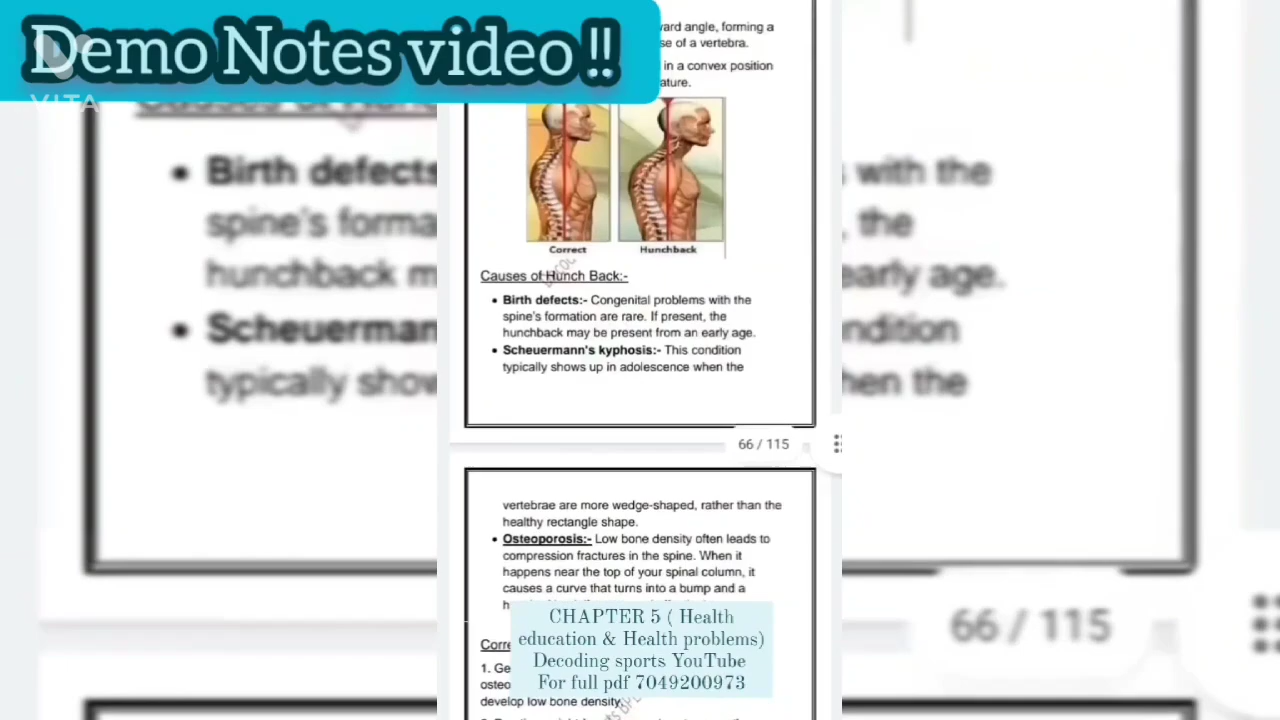 Demo Notes video!!
VITA
ard angle, forming a
se of a vertebra.
in a convex position
ature.
Correct
Hunchback
Causes of Hunch Back:-
• Birth defects:- Congenital problems with the
spine's formation are rare. If present, the
hunchback may be present from an early age.
• Scheuermann's kyphosis:- This condition
typically shows up in adolescence when the
66 / 115
vertebrae are more wedge-shaped, rather than the
healthy rectangle shape.
• Osteoporosis:- Low bone density often leads to
compression fractures in the spine. When it
happens near the top of your spinal column, it
causes a curve that turns into a bump and a
CHAPTER 5 ( Health
education & Health problems)
Decoding sports YouTube
For full pdf 7049200973
Corre
1. Ge
osteo
develop low bone density.
• Birth defects
spine's forma
hunchback m
• Scheuerman
typically show
with the
, the
early age.
ndition
hen the
66 / 115